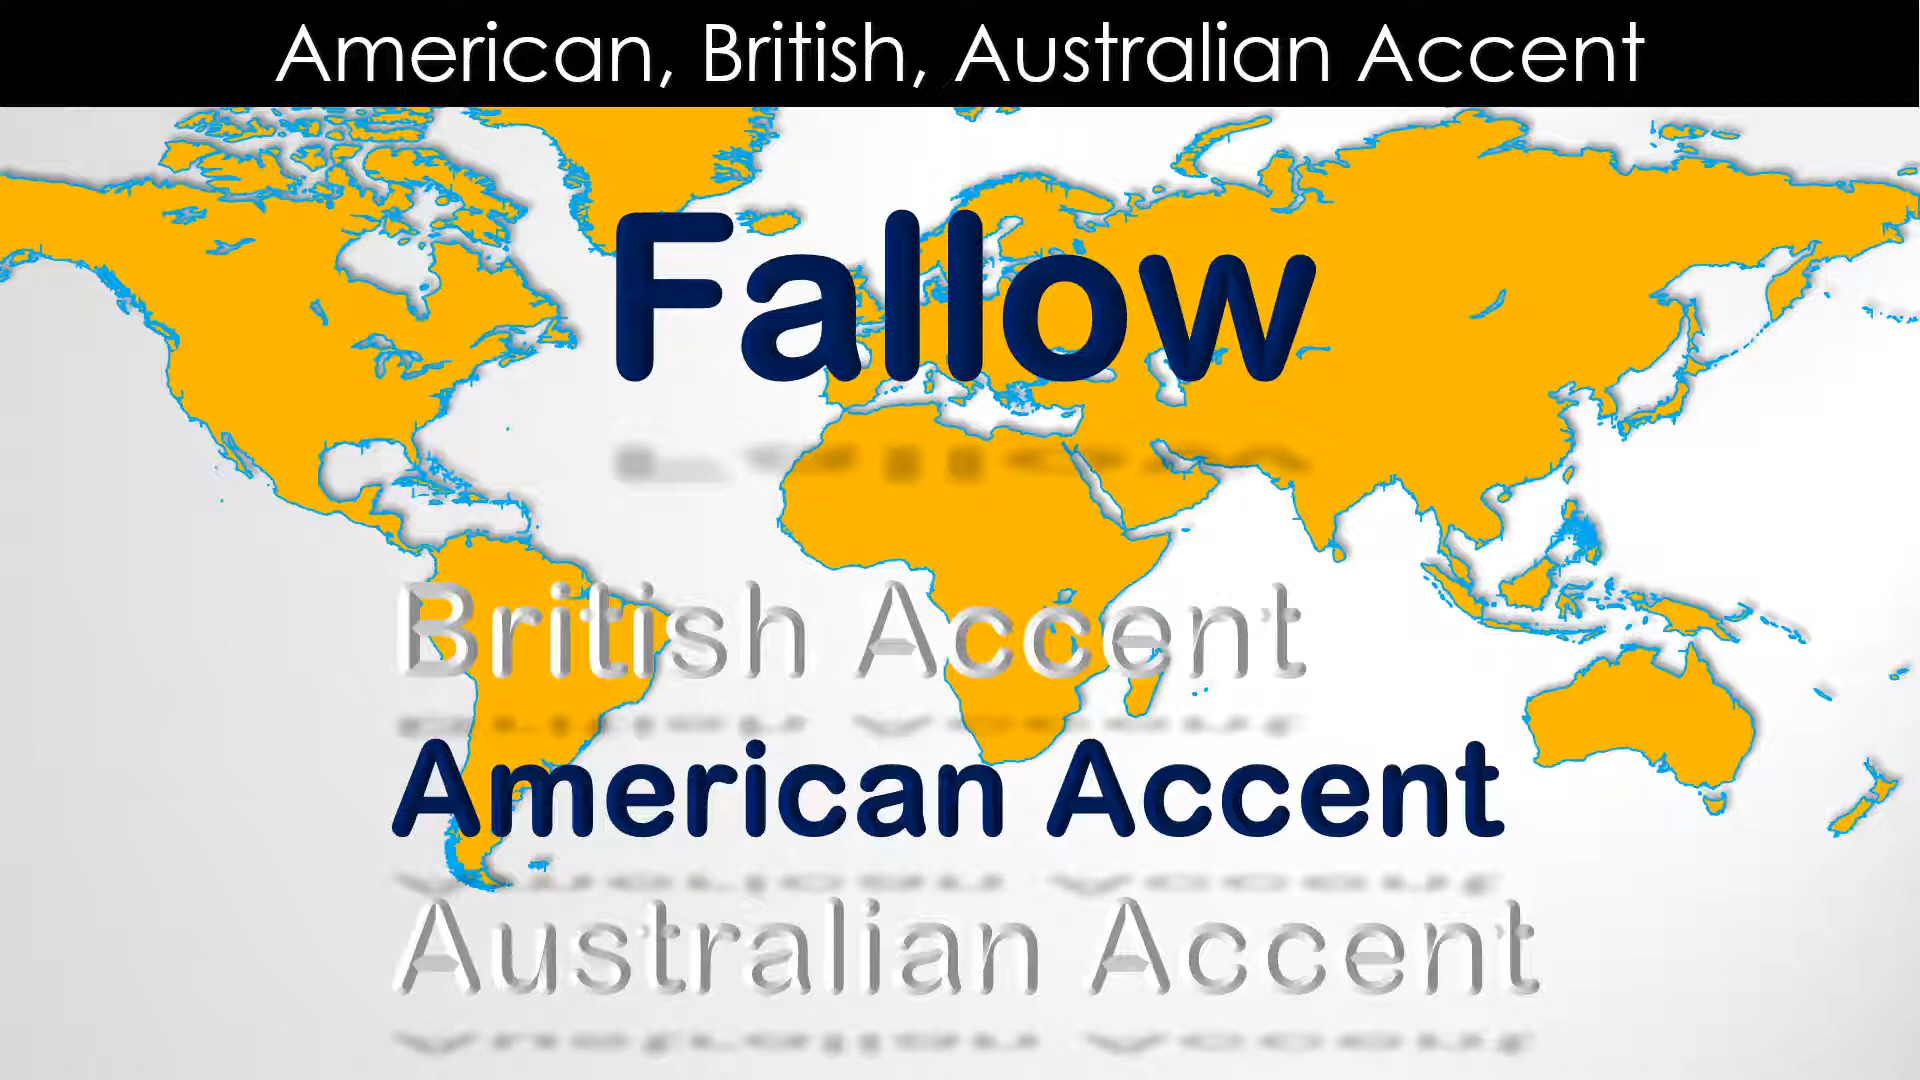 American, British, Australian Accent
Fallow
British Accent
American Accent
Australian Accent